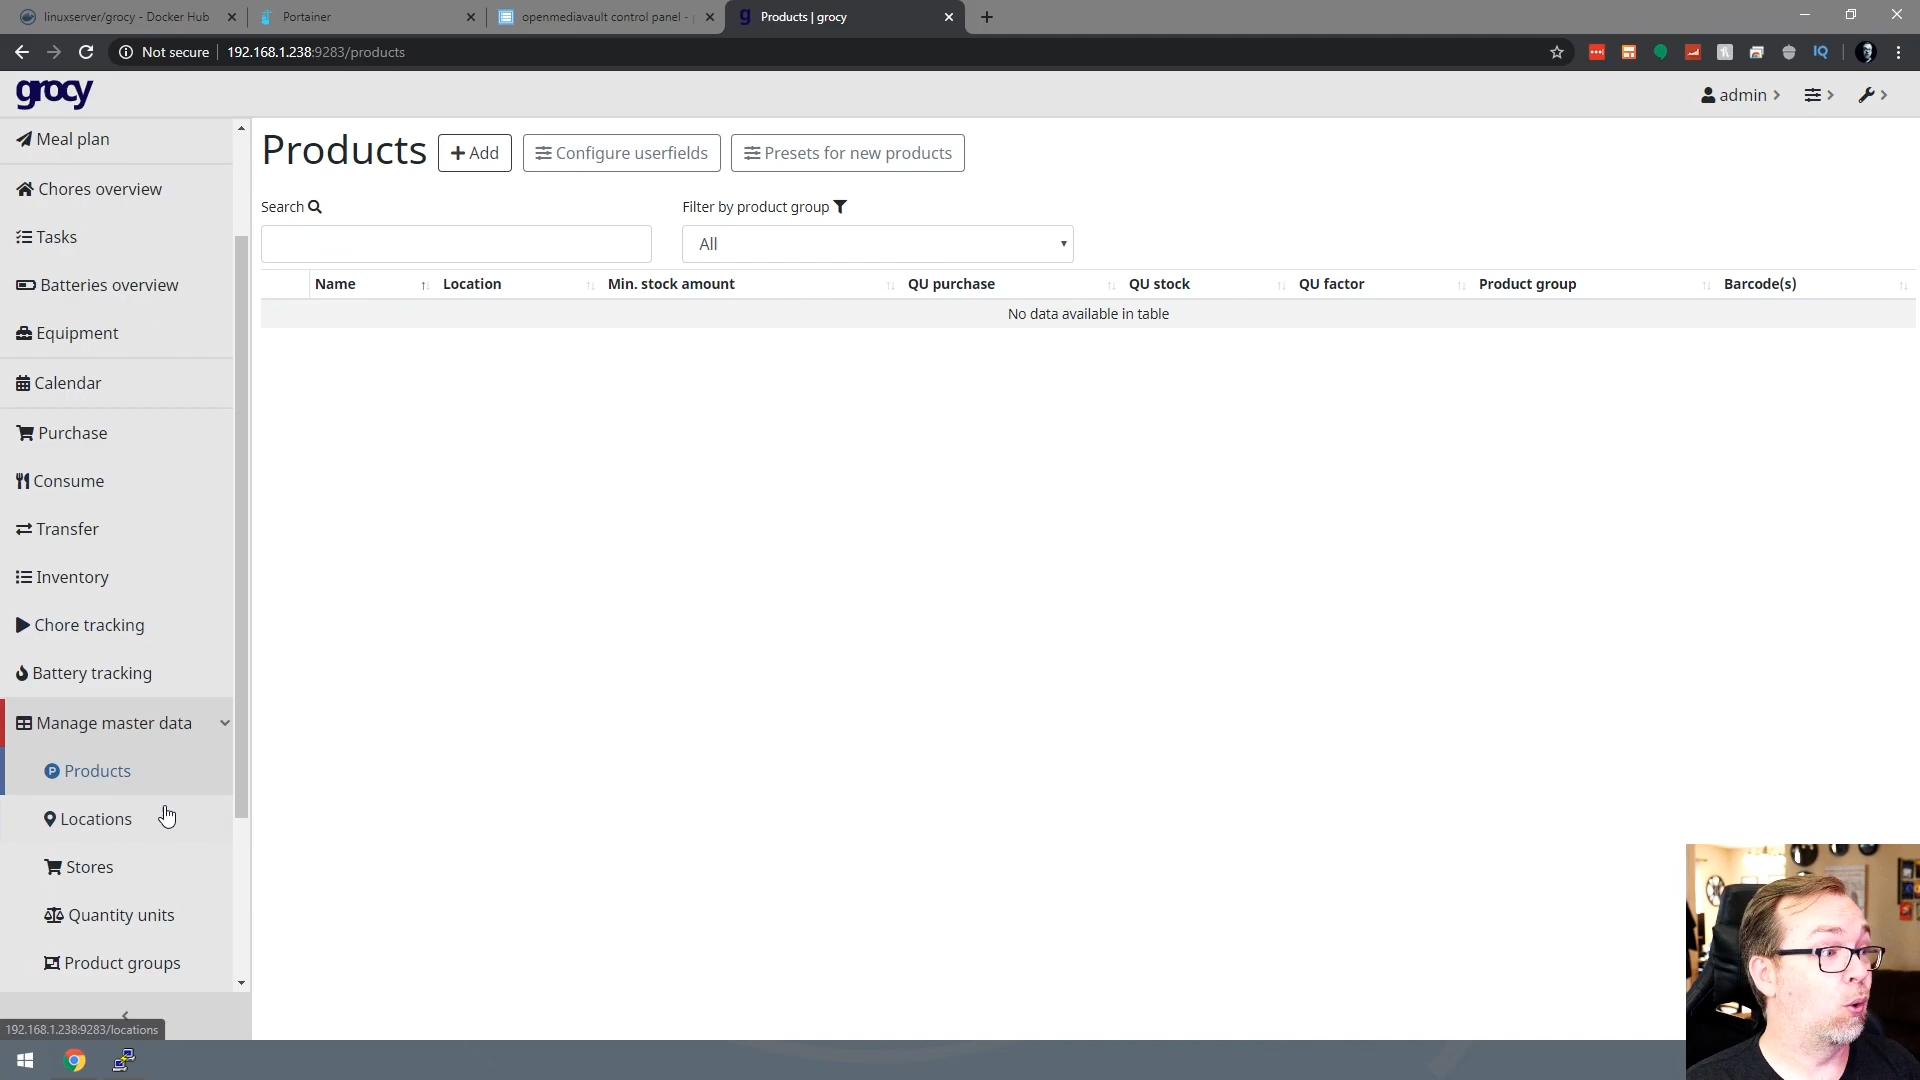 linuxserver/grocy - Docker Hub
Portainer
openmediavault control panel -
Products | grocy
Not secure
192.168.1.238:9283/products
IQ
grocy
admin
Meal plan
Chores overview
Tasks
Batteries overview
Equipment
Calendar
Purchase
Consume
Transfer
Inventory
Chore tracking
Battery tracking
Manage master data
P Products
Locations
Stores
Quantity units
Product groups
192.168.1.238:9283/locations
Products
Add
Configure userfields
Presets for new products
Search
Filter by product group
All
Name Location Min. stock amount QU purchase QU stock QU factor Product group Barcode(s)
No data available in table